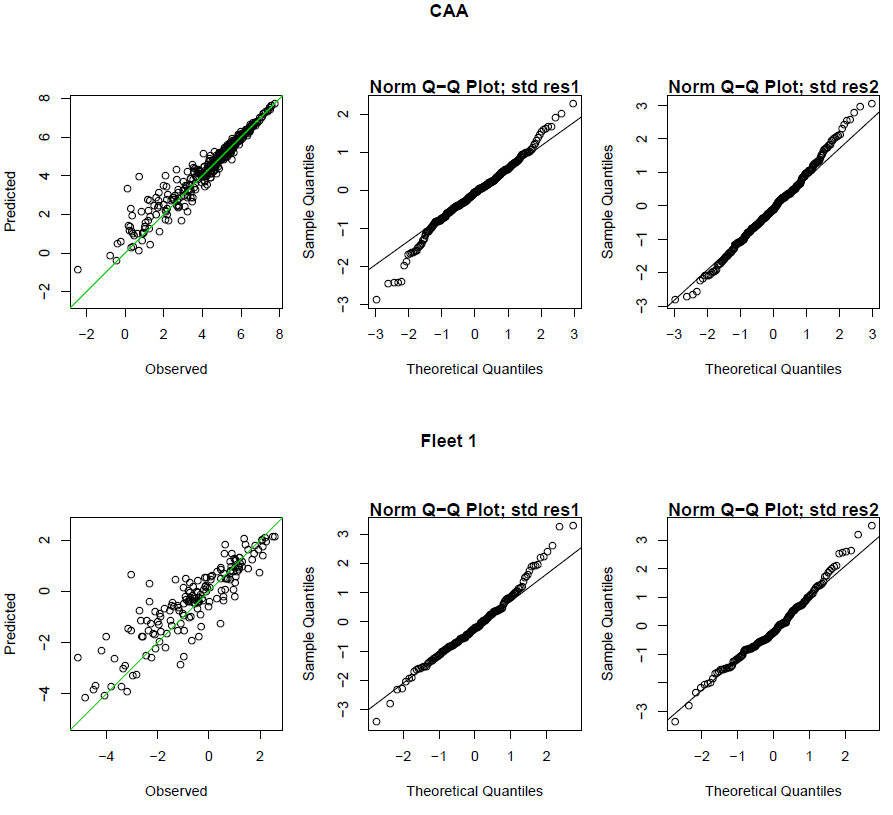 CAA
Norm Q−Q Plot; std res1
Norm Q−Q Plot; std res2
8
6
4
2
0
−2
Predicted
−2 0 2 4 6 8
Observed
2
1
0
−1
−2
−3
Sample Quantiles
−3 −2 −1 0 1 2 3
Theoretical Quantiles
3
2
1
0
−1
−2
−3
Sample Quantiles
−3 −2 −1 0 1 2 3
Theoretical Quantiles
Fleet 1
Norm Q−Q Plot; std res1
Norm Q−Q Plot; std res2
2
0
−2
−4
Predicted
−4 −2 0 2
Observed
3
2
1
0
−1
−2
−3
Sample Quantiles
−2 −1 0 1 2
Theoretical Quantiles
3
2
1
0
−1
−2
−3
Sample Quantiles
−2 −1 0 1 2
Theoretical Quantiles